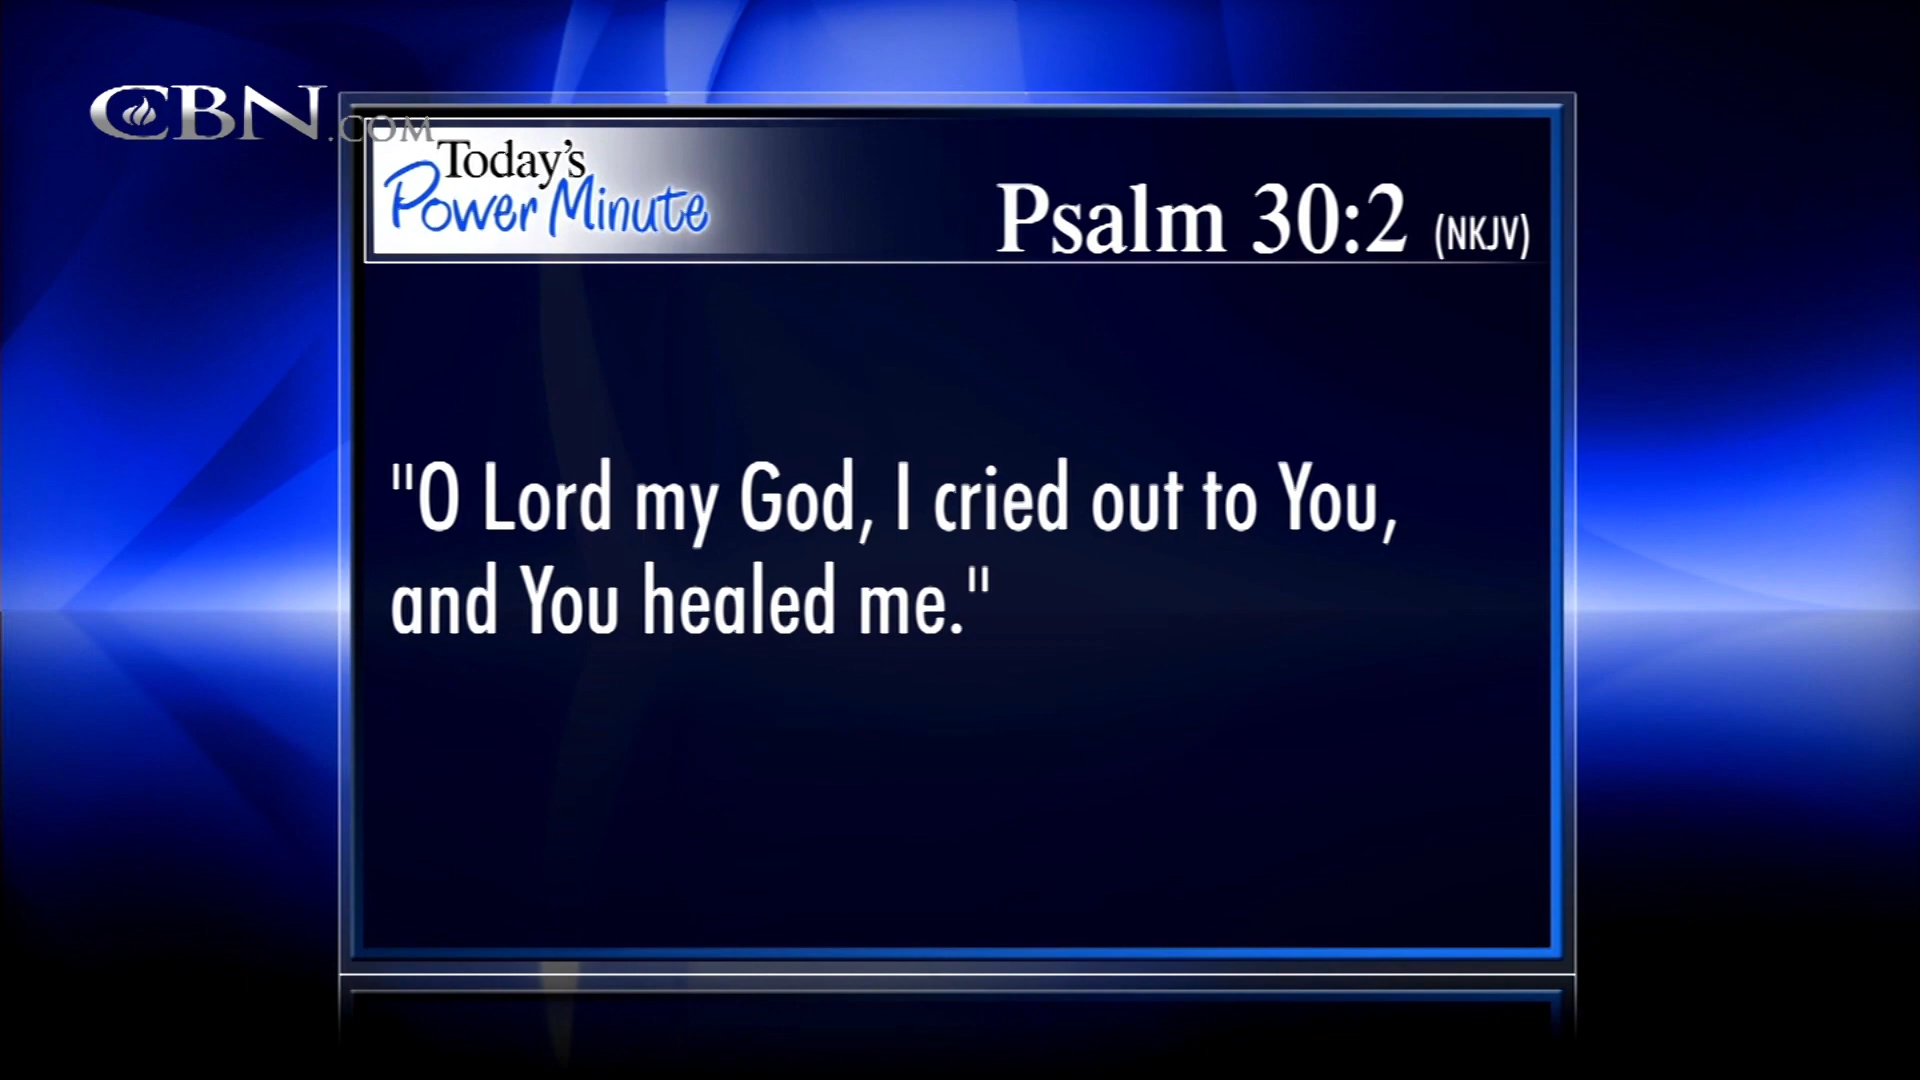 CBN.COM
Today's
Power Minute
Psalm 30:2 (NKJV)
"O Lord my God, I cried out to You,
and You healed me."